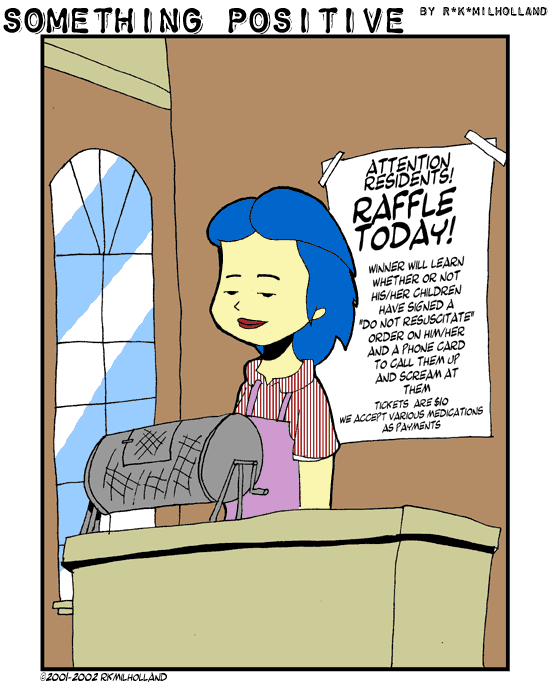 SOMETHING POSITIVE BY R*K*MILHOLLAND
ATTENTION
RESIDENTS!
RAFFLE
TODAY!
WINNER WILL LEARN
WHETHER OR NOT
HIS/HER CHILDREN
HAVE SIGNED A
"DO NOT RESUSCITATE"
ORDER ON HIM/HER
AND A PHONE CARD
TO CALL THEM UP
AND SCREAM AT
THEM
TICKETS ARE $10
WE ACCEPT VARIOUS MEDICATIONS
AS PAYMENTS
©2001-2002 RKMILHOLLAND